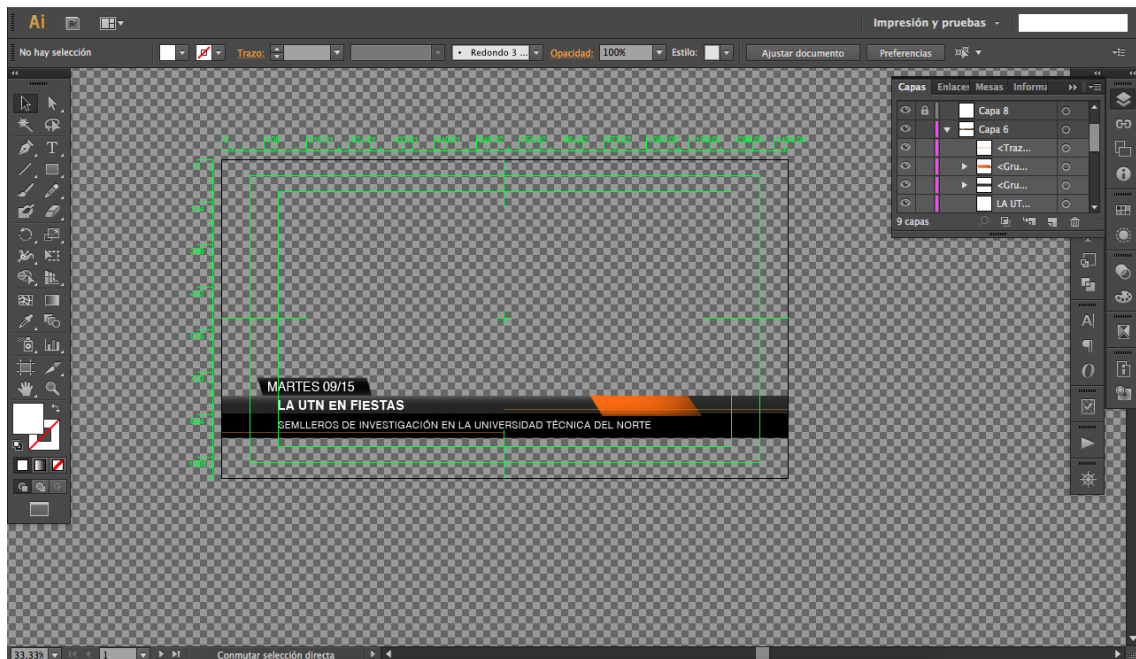 Ai Br Impresión y pruebas
No hay selección Trazo: Redondo 3 ... Opacidad: 100% Estilo: Ajustar documento Preferencias
Capas Enlaces Mesas Informa
Capa 8
Capa 6
<Traz...
<Gru...
<Gru...
LA UT...
9 capas
MARTES 09/15
LA UTN EN FIESTAS
SEMLLEROS DE INVESTIGACIÓN EN LA UNIVERSIDAD TÉCNICA DEL NORTE
33.33% 1 Conmutar selección directa